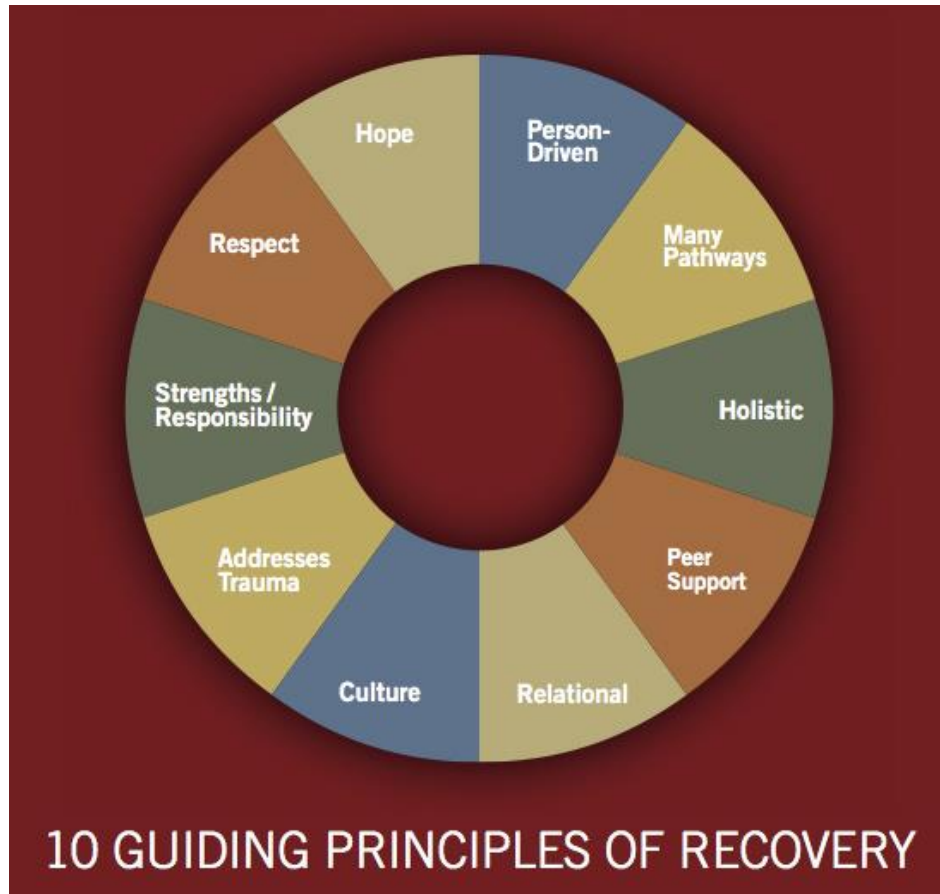 Hope
Person-
Driven
Many
Pathways
Holistic
Peer
Support
Relational
Culture
Addresses
Trauma
Strengths /
Responsibility
Respect
10 GUIDING PRINCIPLES OF RECOVERY